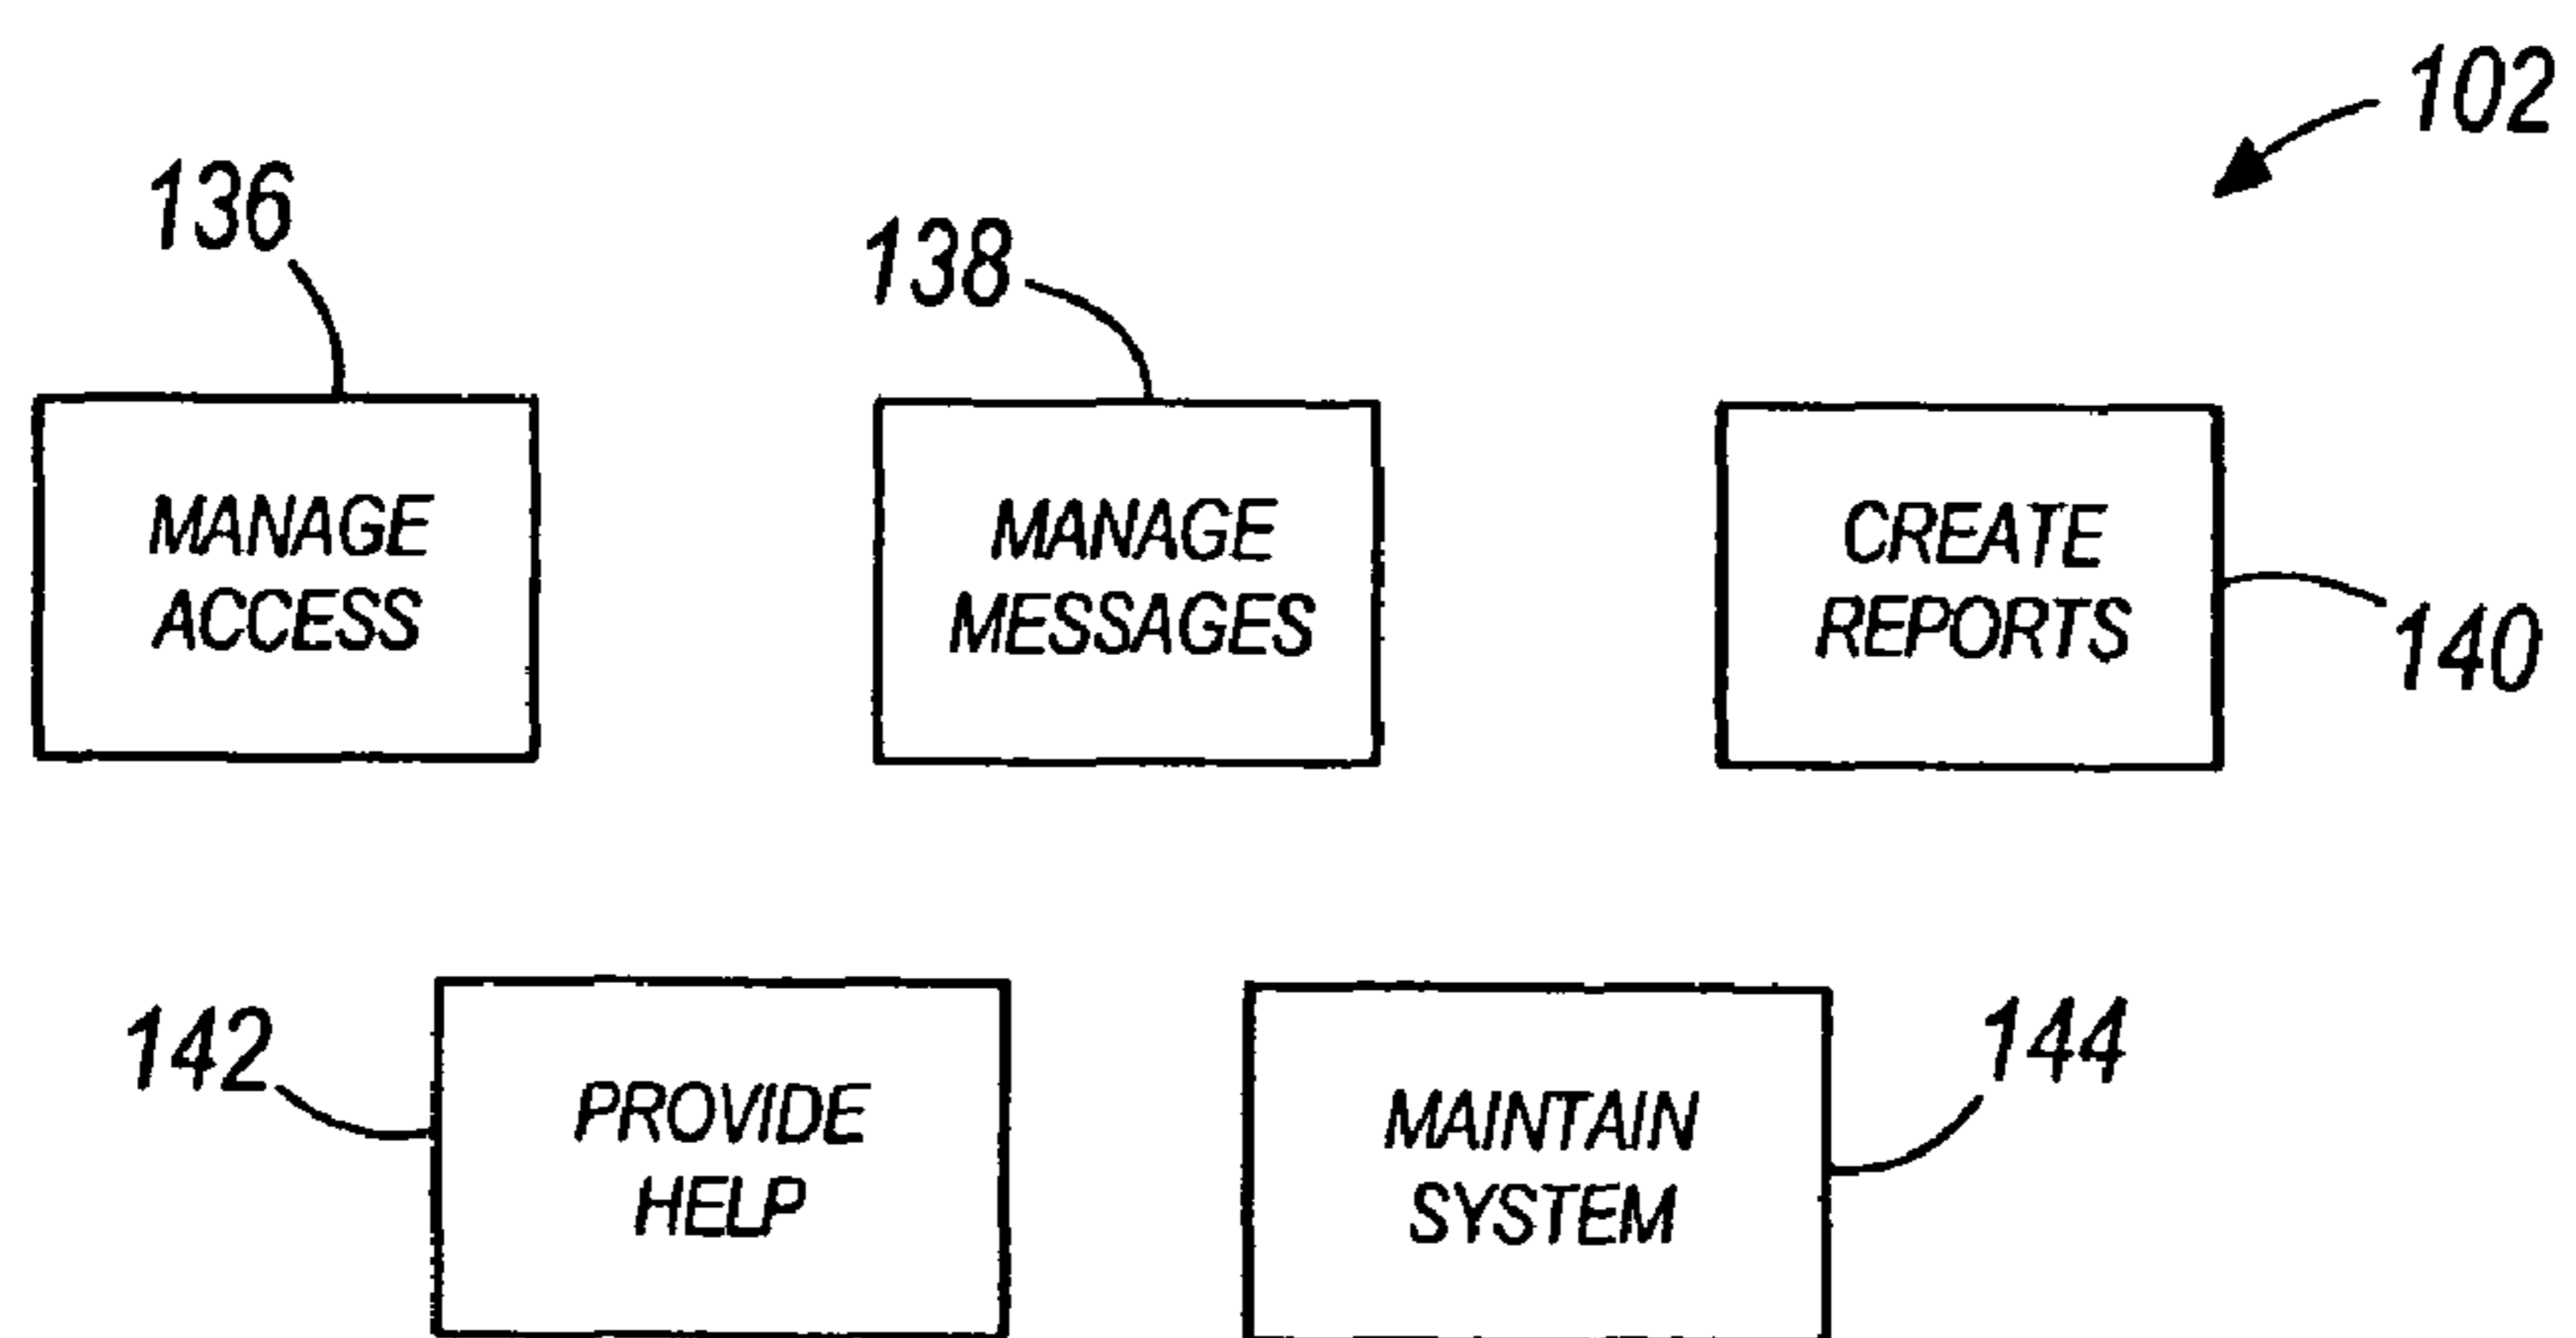 102
136
138
MANAGE
ACCESS
MANAGE
MESSAGES
CREATE
REPORTS
140
142
PROVIDE
HELP
MAINTAIN
SYSTEM
144